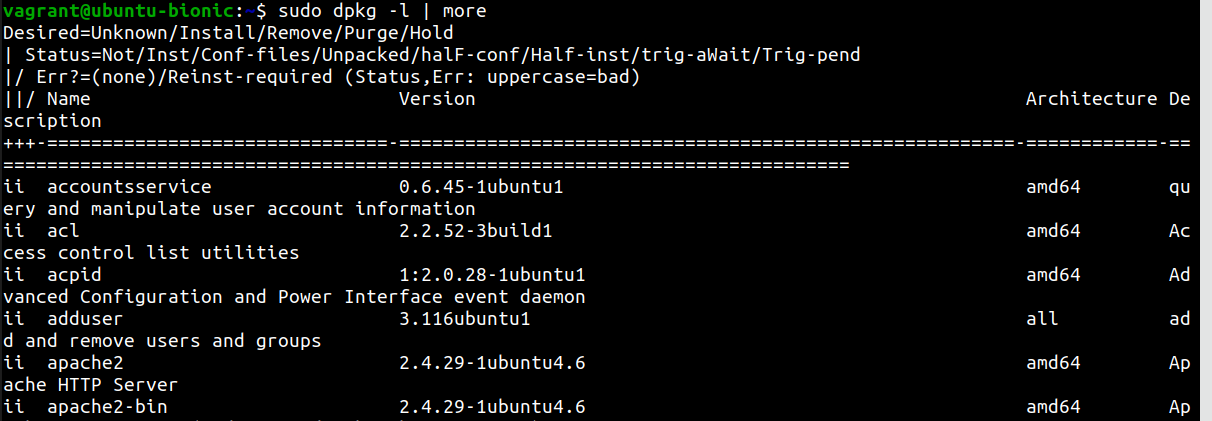 vagrant@ubuntu-bionic:~$ sudo dpkg -l | more
Desired=Unknown/Install/Remove/Purge/Hold
| Status=Not/Inst/Conf-files/Unpacked/halF-conf/Half-inst/trig-aWait/Trig-pend
|/ Err?=(none)/Reinst-required (Status,Err: uppercase=bad)
||/ Name                            Version                                                  Architecture De
scription
+++-===============================-========================================================-============-==
=============================================================================
ii  accountsservice                 0.6.45-1ubuntu1                                          amd64        qu
ery and manipulate user account information
ii  acl                             2.2.52-3build1                                           amd64        Ac
cess control list utilities
ii  acpid                           1:2.0.28-1ubuntu1                                        amd64        Ad
vanced Configuration and Power Interface event daemon
ii  adduser                         3.116ubuntu1                                             all          ad
d and remove users and groups
ii  apache2                         2.4.29-1ubuntu4.6                                        amd64        Ap
ache HTTP Server
ii  apache2-bin                     2.4.29-1ubuntu4.6                                        amd64        Ap